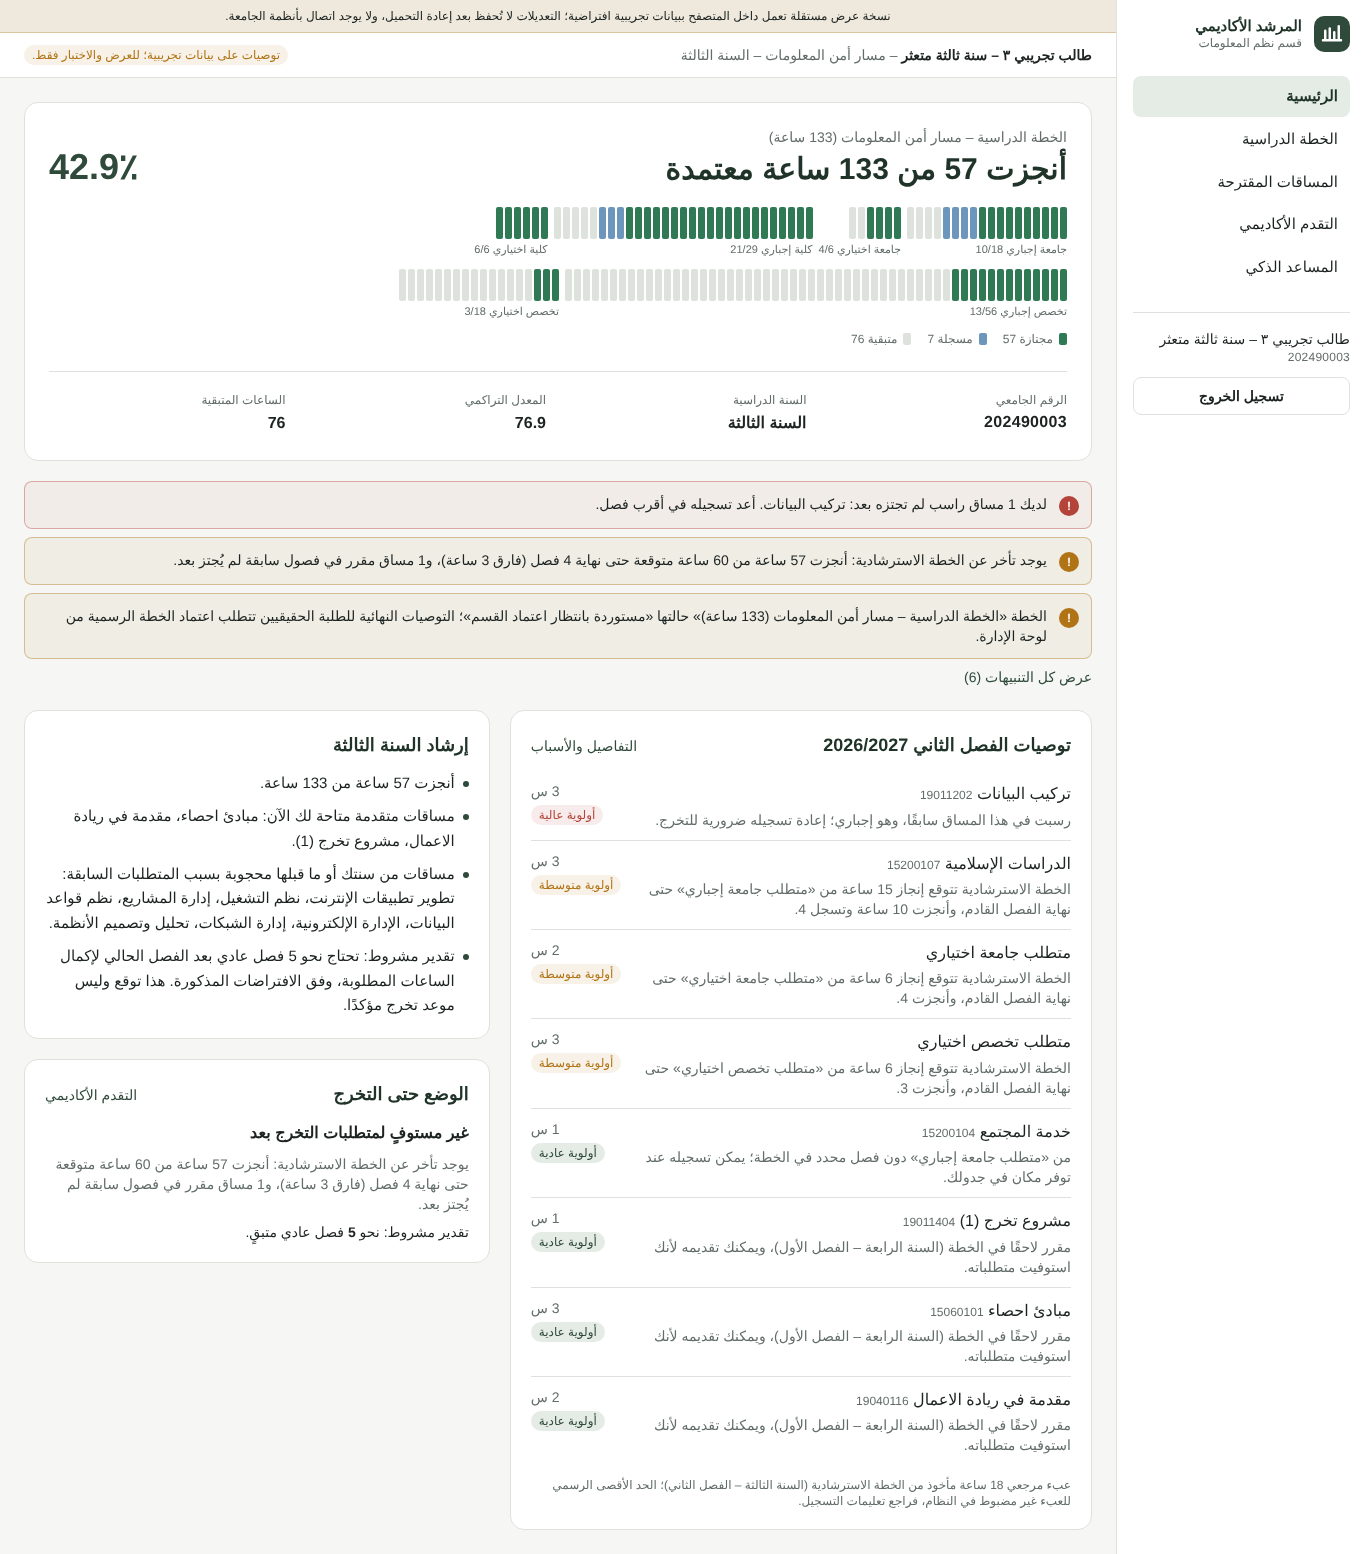 نسخة عرض مستقلة تعمل داخل المتصفح ببيانات تجريبية افتراضية؛ التعديلات لا تُحفظ بعد إعادة التحميل، ولا يوجد اتصال بأنظمة الجامعة.
المرشد الأكاديمي
قسم نظم المعلومات
الرئيسية
الخطة الدراسية
المساقات المقترحة
التقدم الأكاديمي
المساعد الذكي
طالب تجريبي ٣ – سنة ثالثة متعثر
202490003
تسجيل الخروج
طالب تجريبي ٣ – سنة ثالثة متعثر – مسار أمن المعلومات – السنة الثالثة
توصيات على بيانات تجريبية؛ للعرض والاختبار فقط.
الخطة الدراسية – مسار أمن المعلومات (133 ساعة)
أنجزت 57 من 133 ساعة معتمدة
42.9٪
جامعة إجباري 10/18
جامعة اختياري 4/6
كلية إجباري 21/29
كلية اختياري 6/6
تخصص إجباري 13/56
تخصص اختياري 3/18
مجتازة 57
مسجلة 7
متبقية 76
الرقم الجامعي
202490003
السنة الدراسية
السنة الثالثة
المعدل التراكمي
76.9
الساعات المتبقية
76
! لديك 1 مساق راسب لم تجتزه بعد: تركيب البيانات. أعد تسجيله في أقرب فصل.
! يوجد تأخر عن الخطة الاسترشادية: أنجزت 57 ساعة من 60 ساعة متوقعة حتى نهاية 4 فصل (فارق 3 ساعة)، و1 مساق مقرر في فصول سابقة لم يُجتز بعد.
! الخطة «الخطة الدراسية – مسار أمن المعلومات (133 ساعة)» حالتها «مستوردة بانتظار اعتماد القسم»؛ التوصيات النهائية للطلبة الحقيقيين تتطلب اعتماد الخطة الرسمية من
لوحة الإدارة.
عرض كل التنبيهات (6)
توصيات الفصل الثاني 2026/2027
التفاصيل والأسباب
تركيب البيانات 19011202
3 س
أولوية عالية
رسبت في هذا المساق سابقًا، وهو إجباري؛ إعادة تسجيله ضرورية للتخرج.
الدراسات الإسلامية 15200107
3 س
أولوية متوسطة
الخطة الاسترشادية تتوقع إنجاز 15 ساعة من «متطلب جامعة إجباري» حتى
نهاية الفصل القادم، وأنجزت 10 ساعة وتسجل 4.
متطلب جامعة اختياري
2 س
أولوية متوسطة
الخطة الاسترشادية تتوقع إنجاز 6 ساعة من «متطلب جامعة اختياري» حتى
نهاية الفصل القادم، وأنجزت 4.
متطلب تخصص اختياري
3 س
أولوية متوسطة
الخطة الاسترشادية تتوقع إنجاز 6 ساعة من «متطلب تخصص اختياري» حتى
نهاية الفصل القادم، وأنجزت 3.
خدمة المجتمع 15200104
1 س
أولوية عادية
من «متطلب جامعة إجباري» دون فصل محدد في الخطة؛ يمكن تسجيله عند
توفر مكان في جدولك.
مشروع تخرج (1) 19011404
1 س
أولوية عادية
مقرر لاحقًا في الخطة (السنة الرابعة – الفصل الأول)، ويمكنك تقديمه لأنك
استوفيت متطلباته.
مبادئ احصاء 15060101
3 س
أولوية عادية
مقرر لاحقًا في الخطة (السنة الرابعة – الفصل الأول)، ويمكنك تقديمه لأنك
استوفيت متطلباته.
مقدمة في ريادة الاعمال 19040116
2 س
أولوية عادية
مقرر لاحقًا في الخطة (السنة الرابعة – الفصل الأول)، ويمكنك تقديمه لأنك
استوفيت متطلباته.
عبء مرجعي 18 ساعة مأخوذ من الخطة الاسترشادية (السنة الثالثة – الفصل الثاني)؛ الحد الأقصى الرسمي
للعبء غير مضبوط في النظام، فراجع تعليمات التسجيل.
إرشاد السنة الثالثة
أنجزت 57 ساعة من 133 ساعة.
مساقات متقدمة متاحة لك الآن: مبادئ احصاء، مقدمة في ريادة
الاعمال، مشروع تخرج (1).
مساقات من سنتك أو ما قبلها محجوبة بسبب المتطلبات السابقة:
تطوير تطبيقات الإنترنت، نظم التشغيل، إدارة المشاريع، نظم قواعد
البيانات، الإدارة الإلكترونية، إدارة الشبكات، تحليل وتصميم الأنظمة.
تقدير مشروط: تحتاج نحو 5 فصل عادي بعد الفصل الحالي لإكمال
الساعات المطلوبة، وفق الافتراضات المذكورة. هذا توقع وليس
موعد تخرج مؤكدًا.
الوضع حتى التخرج
التقدم الأكاديمي
غير مستوفٍ لمتطلبات التخرج بعد
يوجد تأخر عن الخطة الاسترشادية: أنجزت 57 ساعة من 60 ساعة متوقعة
حتى نهاية 4 فصل (فارق 3 ساعة)، و1 مساق مقرر في فصول سابقة لم
يُجتز بعد.
تقدير مشروط: نحو 5 فصل عادي متبقٍ.